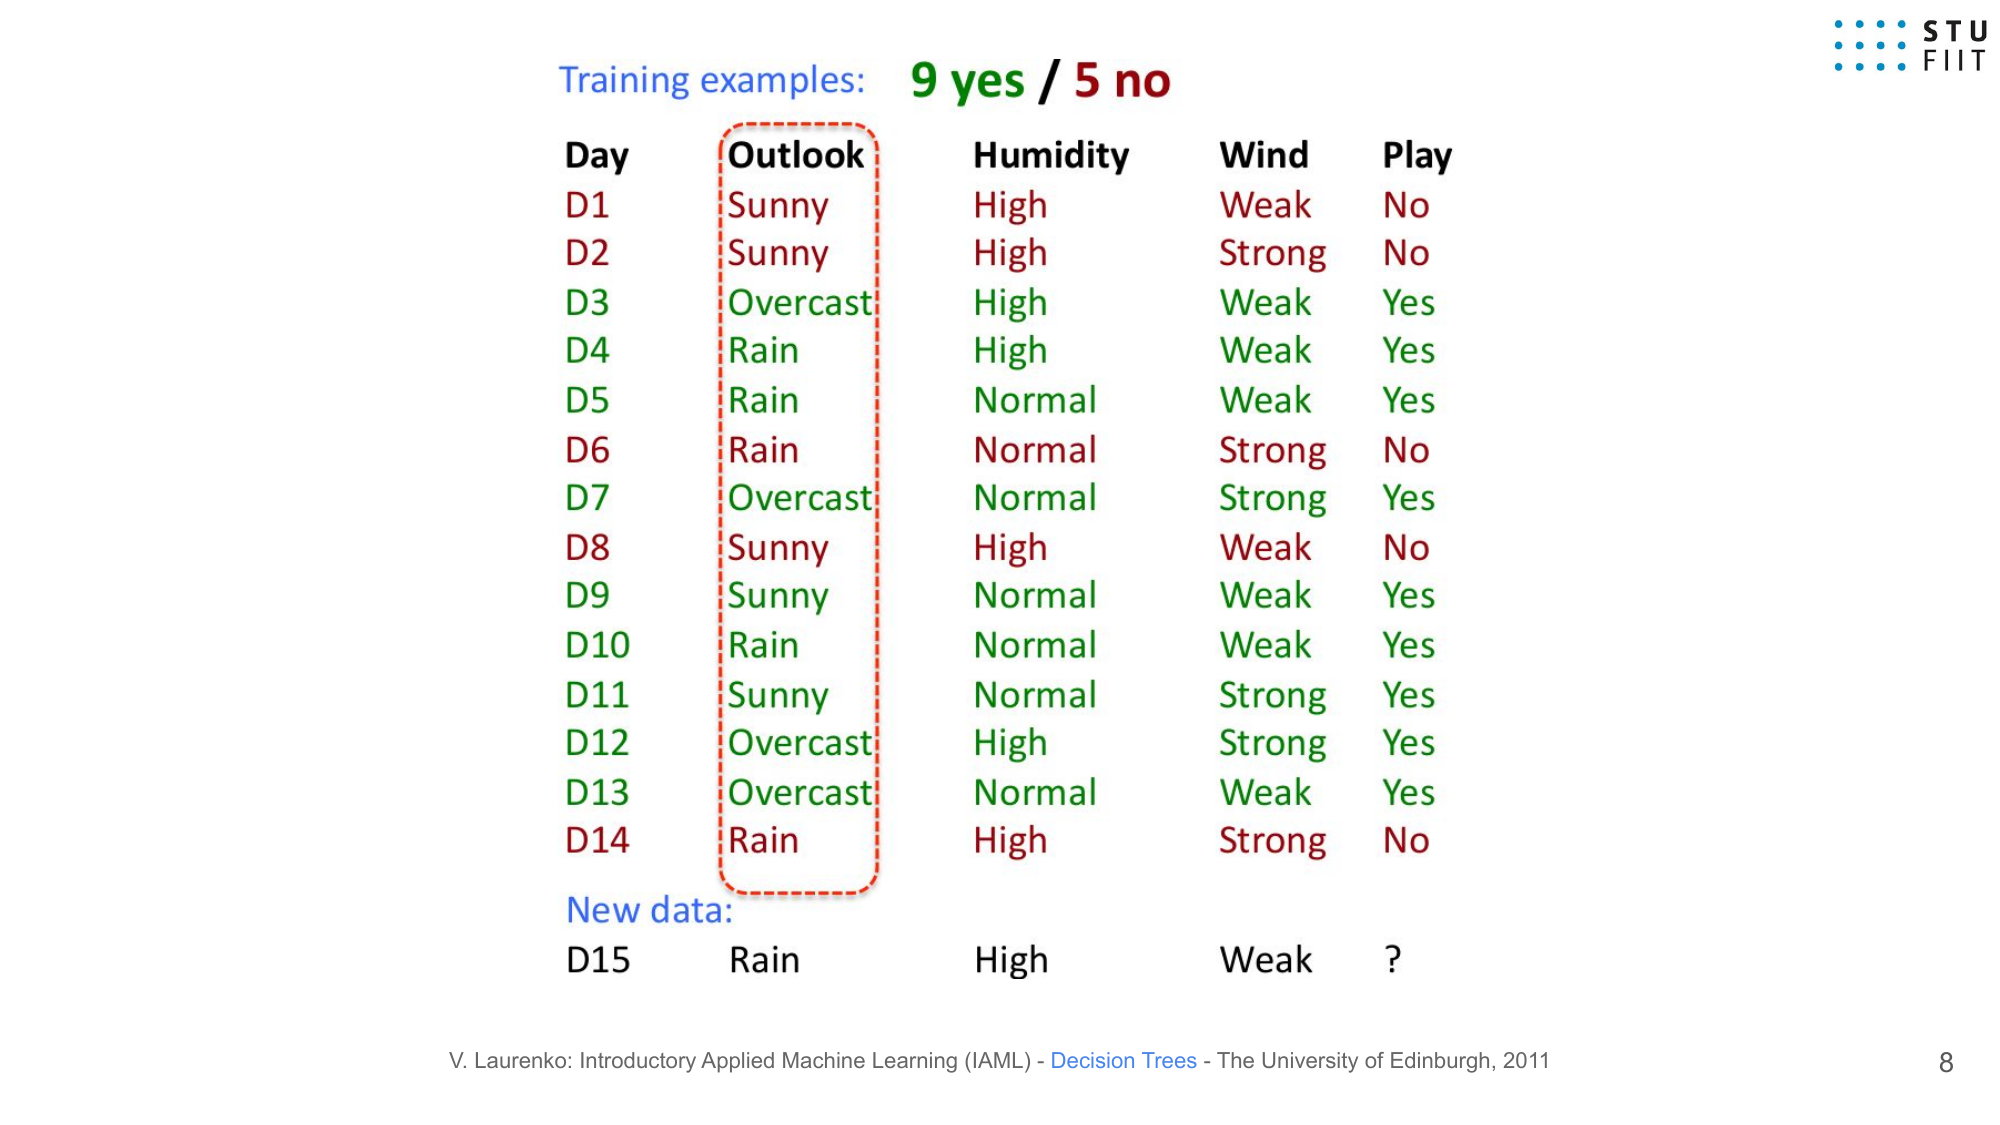 STU
FIIT
Training examples: 9 yes / 5 no
Day Outlook Humidity Wind Play
D1 Sunny High Weak No
D2 Sunny High Strong No
D3 Overcast High Weak Yes
D4 Rain High Weak Yes
D5 Rain Normal Weak Yes
D6 Rain Normal Strong No
D7 Overcast Normal Strong Yes
D8 Sunny High Weak No
D9 Sunny Normal Weak Yes
D10 Rain Normal Weak Yes
D11 Sunny Normal Strong Yes
D12 Overcast High Strong Yes
D13 Overcast Normal Weak Yes
D14 Rain High Strong No
New data:
D15 Rain High Weak ?
V. Laurenko: Introductory Applied Machine Learning (IAML) - Decision Trees - The University of Edinburgh, 2011
8